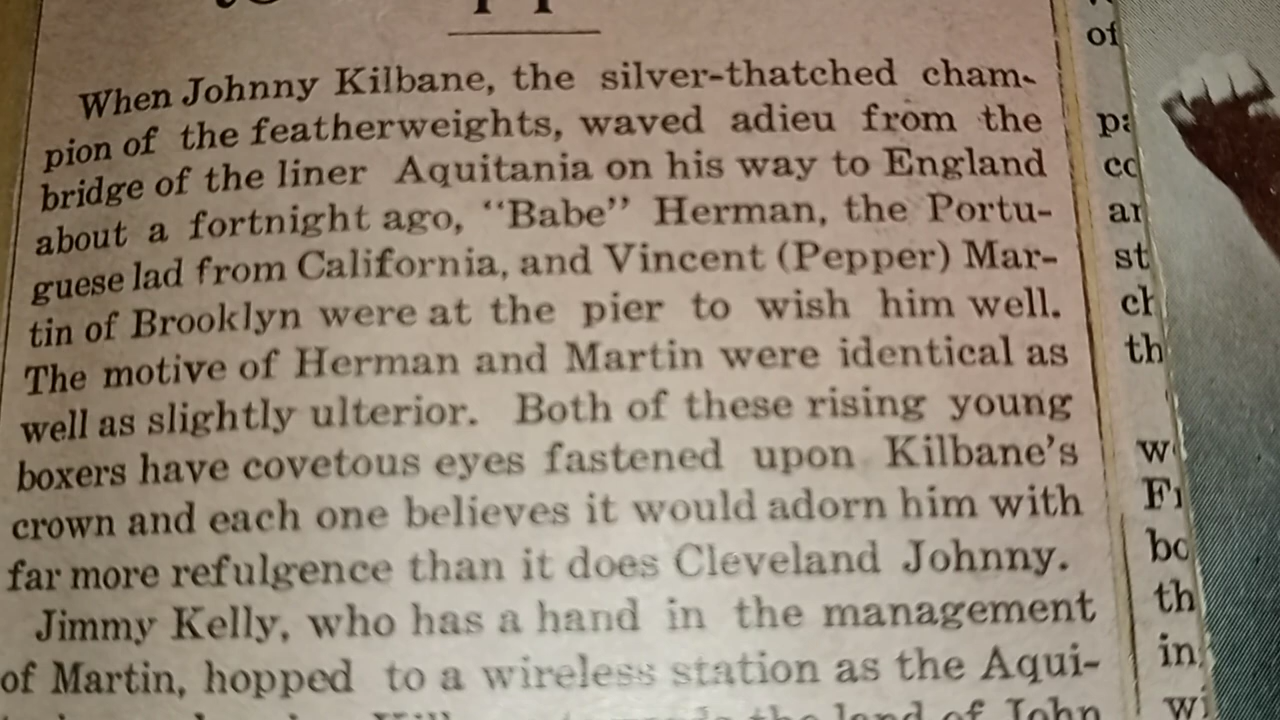 When Johnny Kilbane, the silver-thatched cham-
pion of the featherweights, waved adieu from the
bridge of the liner Aquitania on his way to England
about a fortnight ago, "Babe" Herman, the Portu-
guese lad from California, and Vincent (Pepper) Mar-
tin of Brooklyn were at the pier to wish him well.
The motive of Herman and Martin were identical as
well as slightly ulterior. Both of these rising young
boxers have covetous eyes fastened upon Kilbane's
crown and each one believes it would adorn him with
far more refulgence than it does Cleveland Johnny.
Jimmy Kelly, who has a hand in the management
of Martin, hopped to a wireless station as the Aqui-
the land of John
of